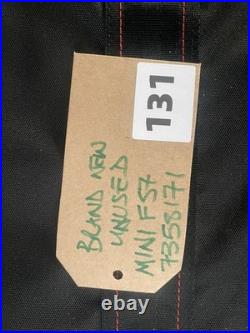 131
BRAND NEW
UNUSED
MINI F57
7358171